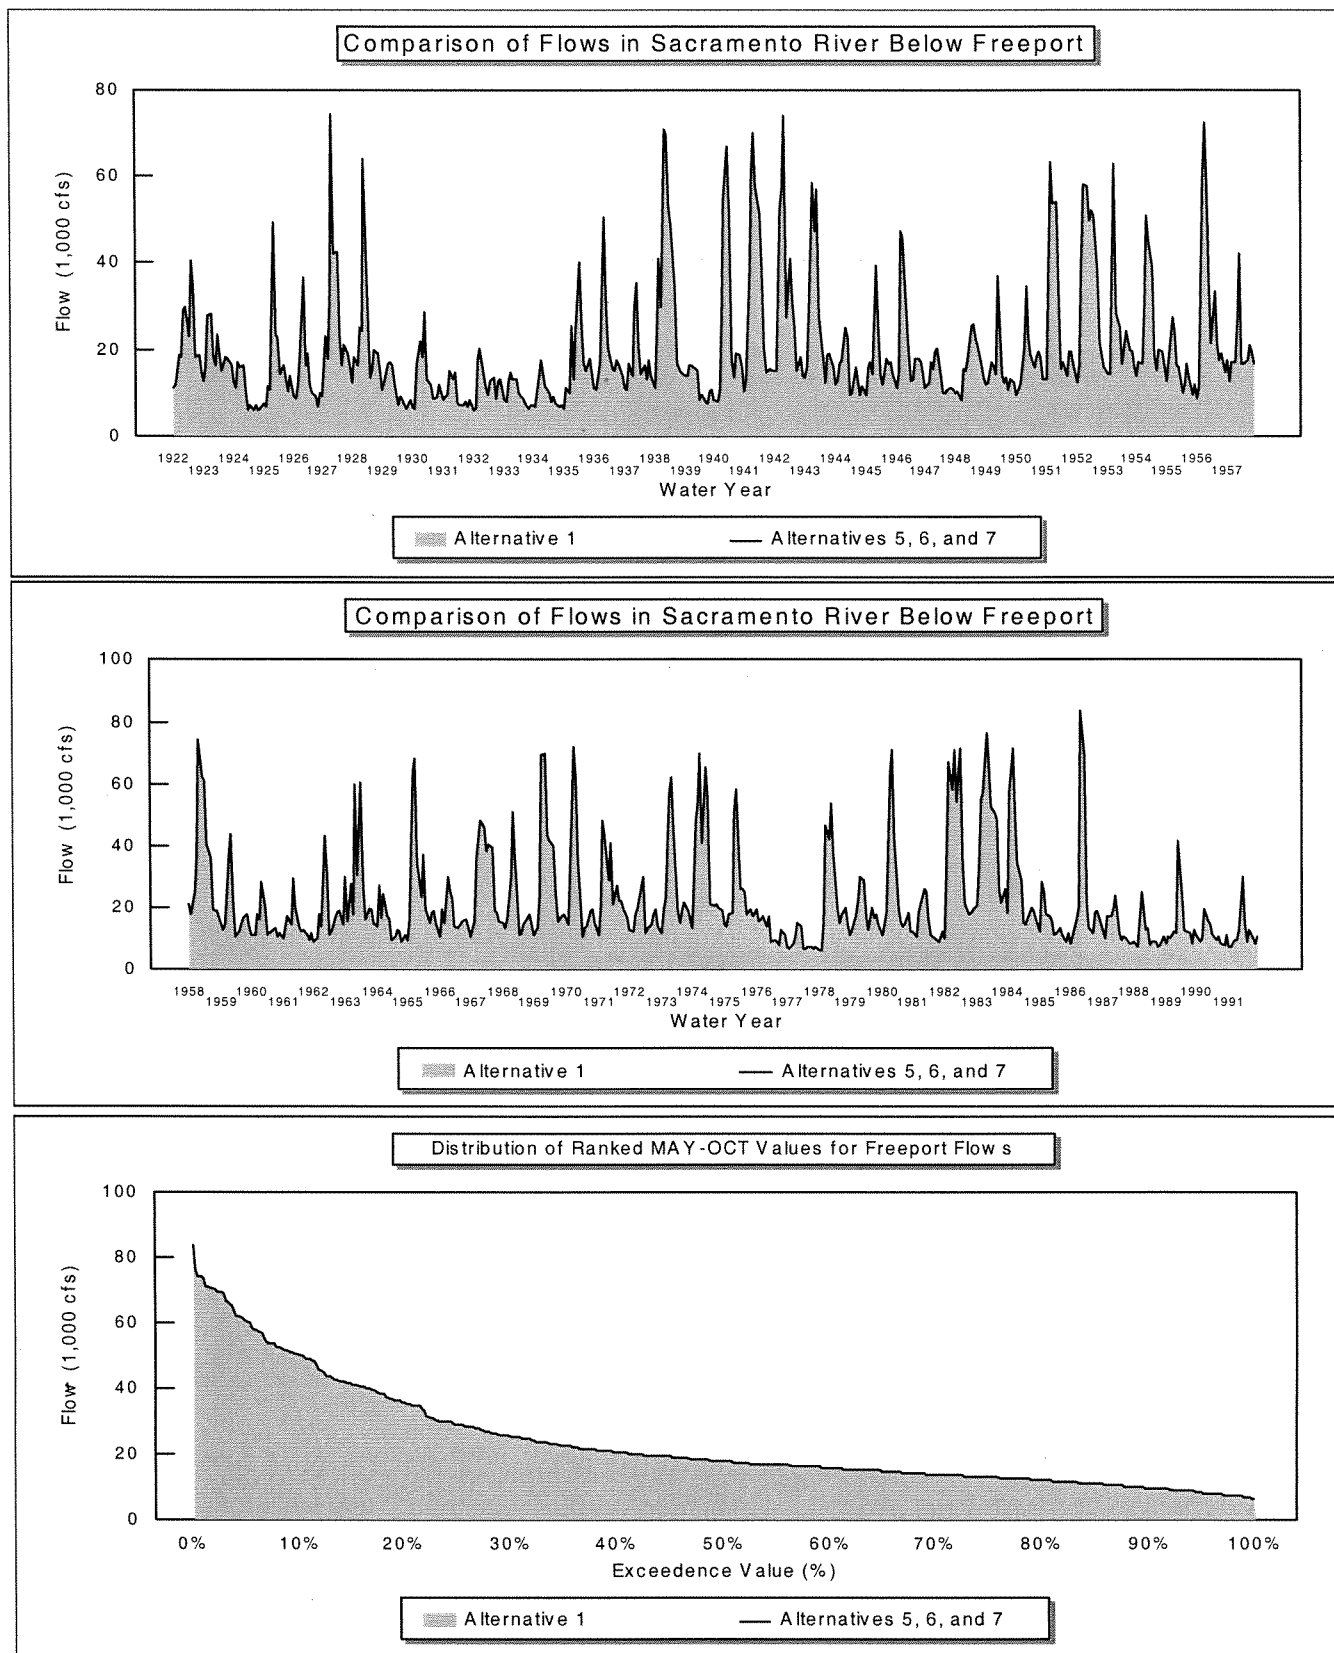 Comparison of Flows in Sacramento River Below Freeport
Flow (1,000 cfs)
80
60
40
20
0
1922 1924 1926 1928 1930 1932 1934 1936 1938 1940 1942 1944 1946 1948 1950 1952 1954 1956
1923 1925 1927 1929 1931 1933 1935 1937 1939 1941 1943 1945 1947 1949 1951 1953 1955 1957
Water Year
Alternative 1 Alternatives 5, 6, and 7
Comparison of Flows in Sacramento River Below Freeport
Flow (1,000 cfs)
100
80
60
40
20
0
1958 1960 1962 1964 1966 1968 1970 1972 1974 1976 1978 1980 1982 1984 1986 1988 1990
1959 1961 1963 1965 1967 1969 1971 1973 1975 1977 1979 1981 1983 1985 1987 1989 1991
Water Year
Alternative 1 Alternatives 5, 6, and 7
Distribution of Ranked MAY-OCT Values for Freeport Flows
Flow (1,000 cfs)
100
80
60
40
20
0
0% 10% 20% 30% 40% 50% 60% 70% 80% 90% 100%
Exceedence Value (%)
Alternative 1 Alternatives 5, 6, and 7